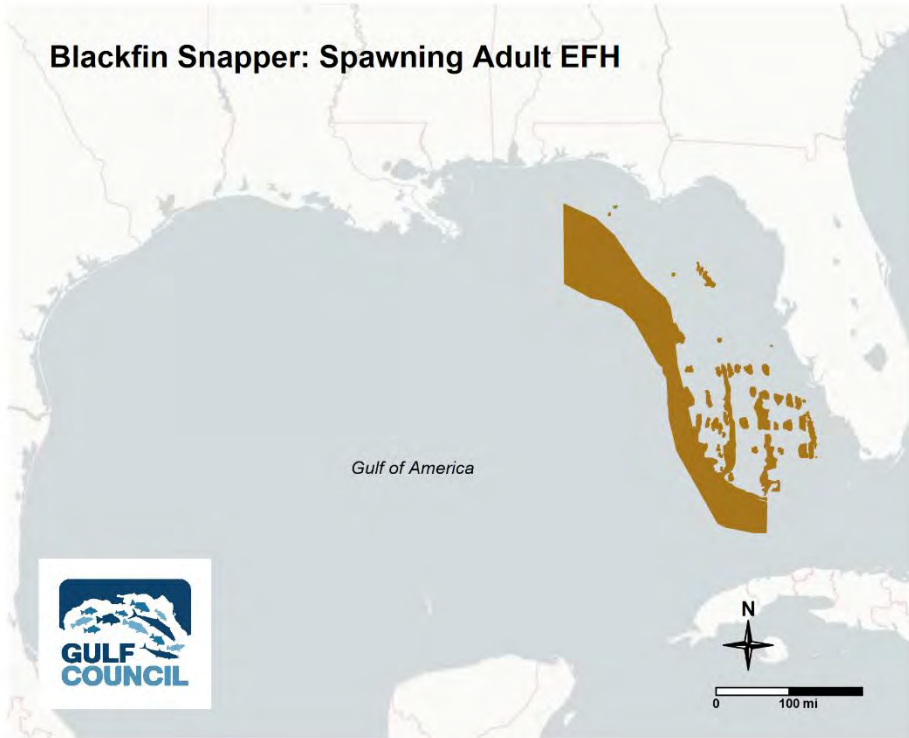 Blackfin Snapper: Spawning Adult EFH
Gulf of America
GULF
COUNCIL
N
0 100 mi